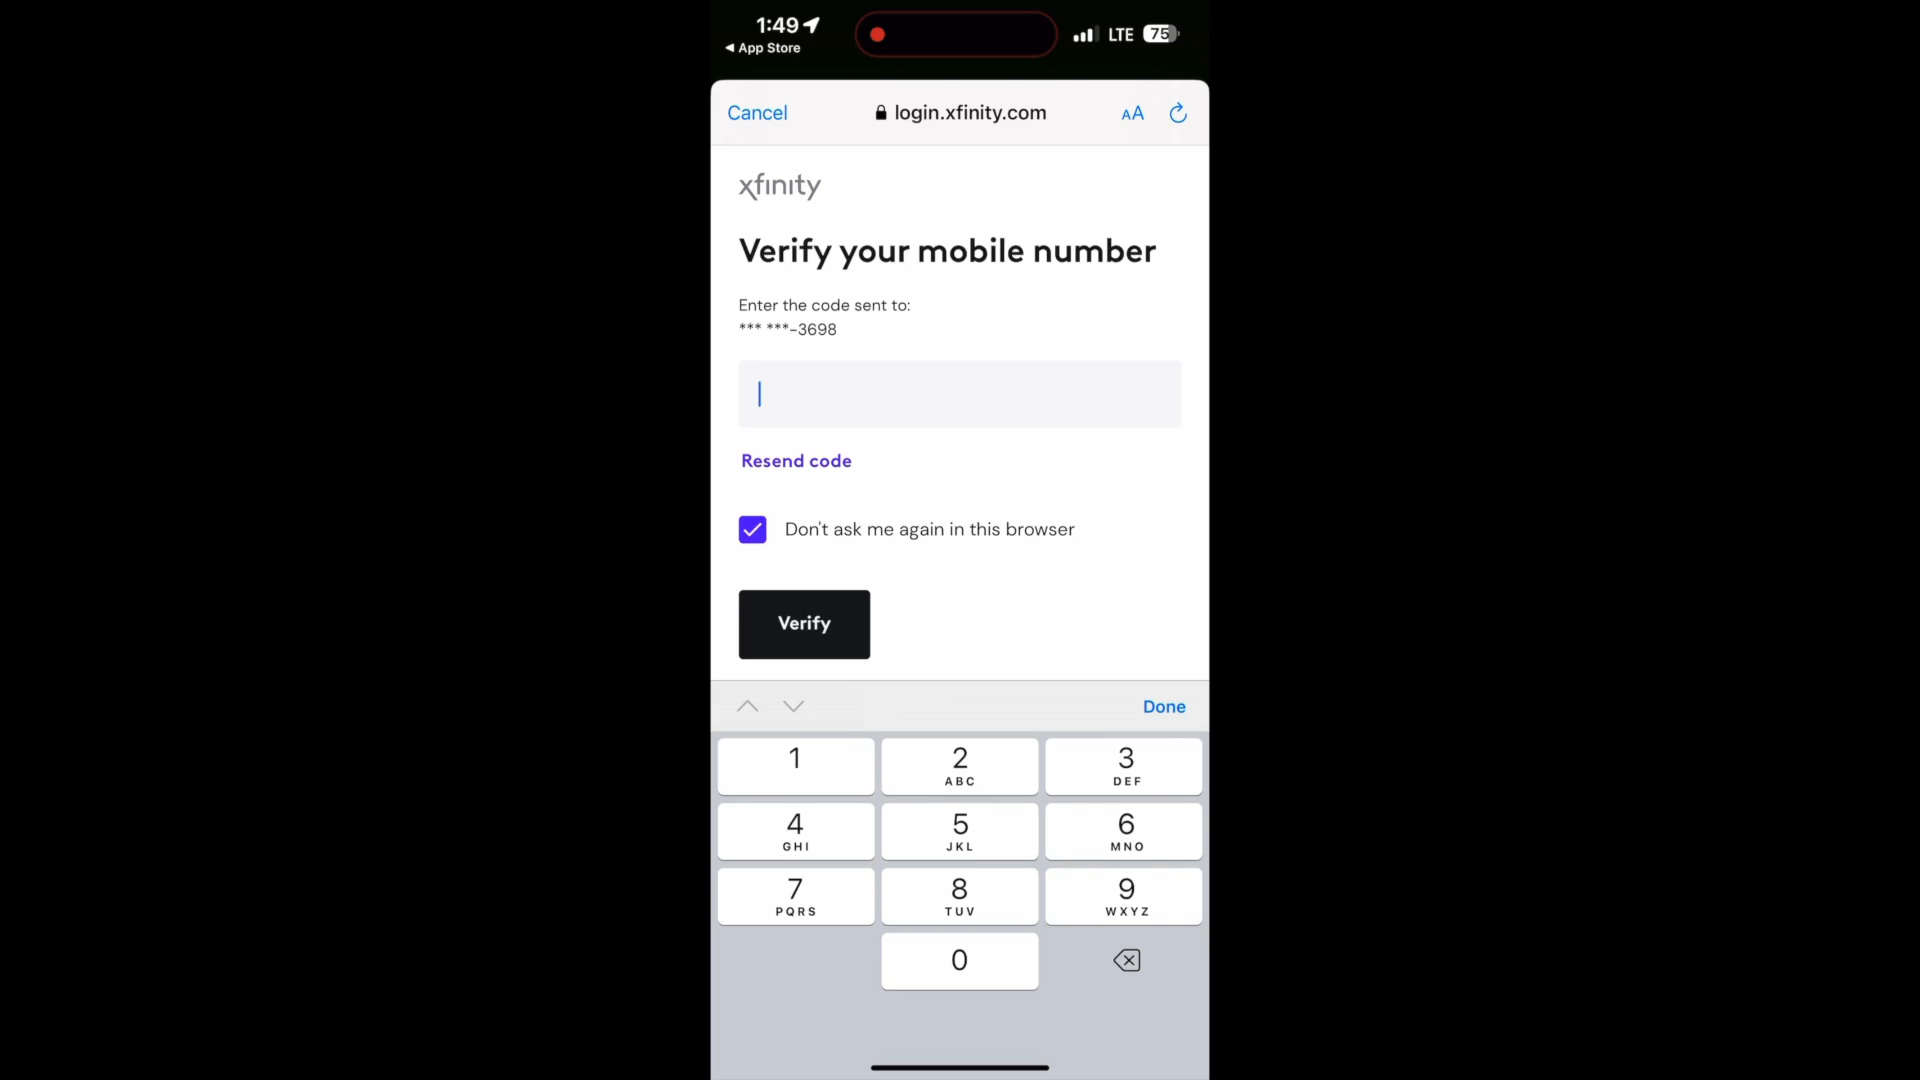 1:49
◀ App Store
LTE 75
Cancel
login.xfinity.com
AA
xfinity
Verify your mobile number
Enter the code sent to:
*** ***-3698
Resend code
Don't ask me again in this browser
Verify
Done
1
2
ABC
3
DEF
4
GHI
5
JKL
6
MNO
7
PQRS
8
TUV
9
WXYZ
0